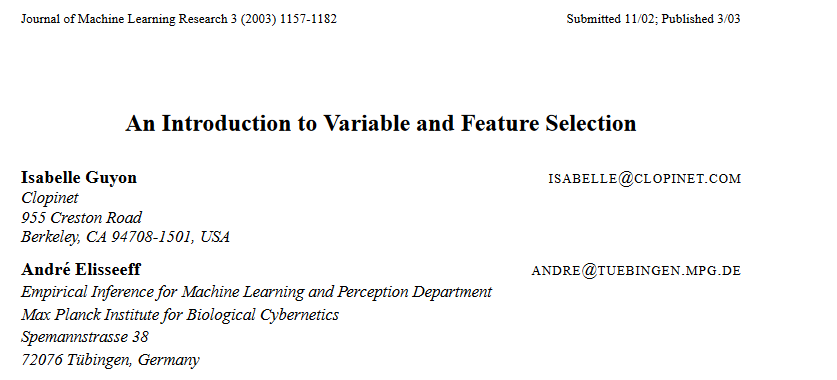 Journal of Machine Learning Research 3 (2003) 1157-1182 Submitted 11/02; Published 3/03
An Introduction to Variable and Feature Selection
Isabelle Guyon ISABELLE@CLOPINET.COM
Clopinet
955 Creston Road
Berkeley, CA 94708-1501, USA
André Elisseeff ANDRE@TUEBINGEN.MPG.DE
Empirical Inference for Machine Learning and Perception Department
Max Planck Institute for Biological Cybernetics
Spemannstrasse 38
72076 Tübingen, Germany